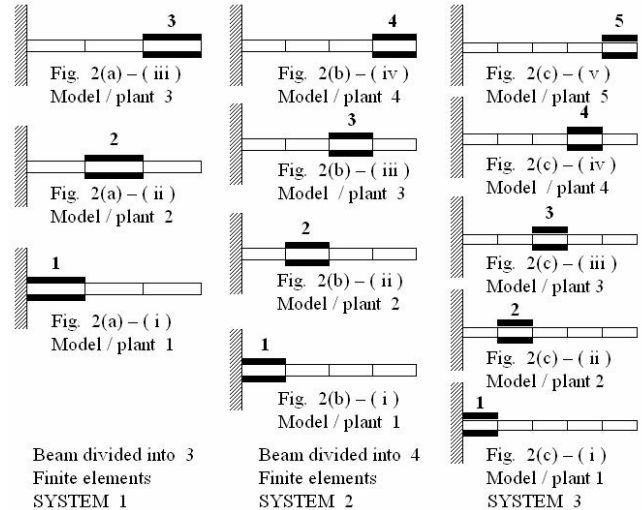 3
Fig. 2(a) – ( iii )
Model / plant 3
2
Fig. 2(a) – ( ii )
Model / plant 2
1
Fig. 2(a) – ( i )
Model / plant 1
Beam divided into 3
Finite elements
SYSTEM 1
4
Fig. 2(b) – ( iv )
Model / plant 4
3
Fig. 2(b) – ( iii )
Model / plant 3
2
Fig. 2(b) – ( ii )
Model / plant 2
1
Fig. 2(b) – ( i )
Model / plant 1
Beam divided into 4
Finite elements
SYSTEM 2
5
Fig. 2(c) – ( v )
Model / plant 5
4
Fig. 2(c) – ( iv )
Model / plant 4
3
Fig. 2(c) – ( iii )
Model / plant 3
2
Fig. 2(c) – ( ii )
Model / plant 2
1
Fig. 2(c) – ( i )
Model / plant 1
SYSTEM 3